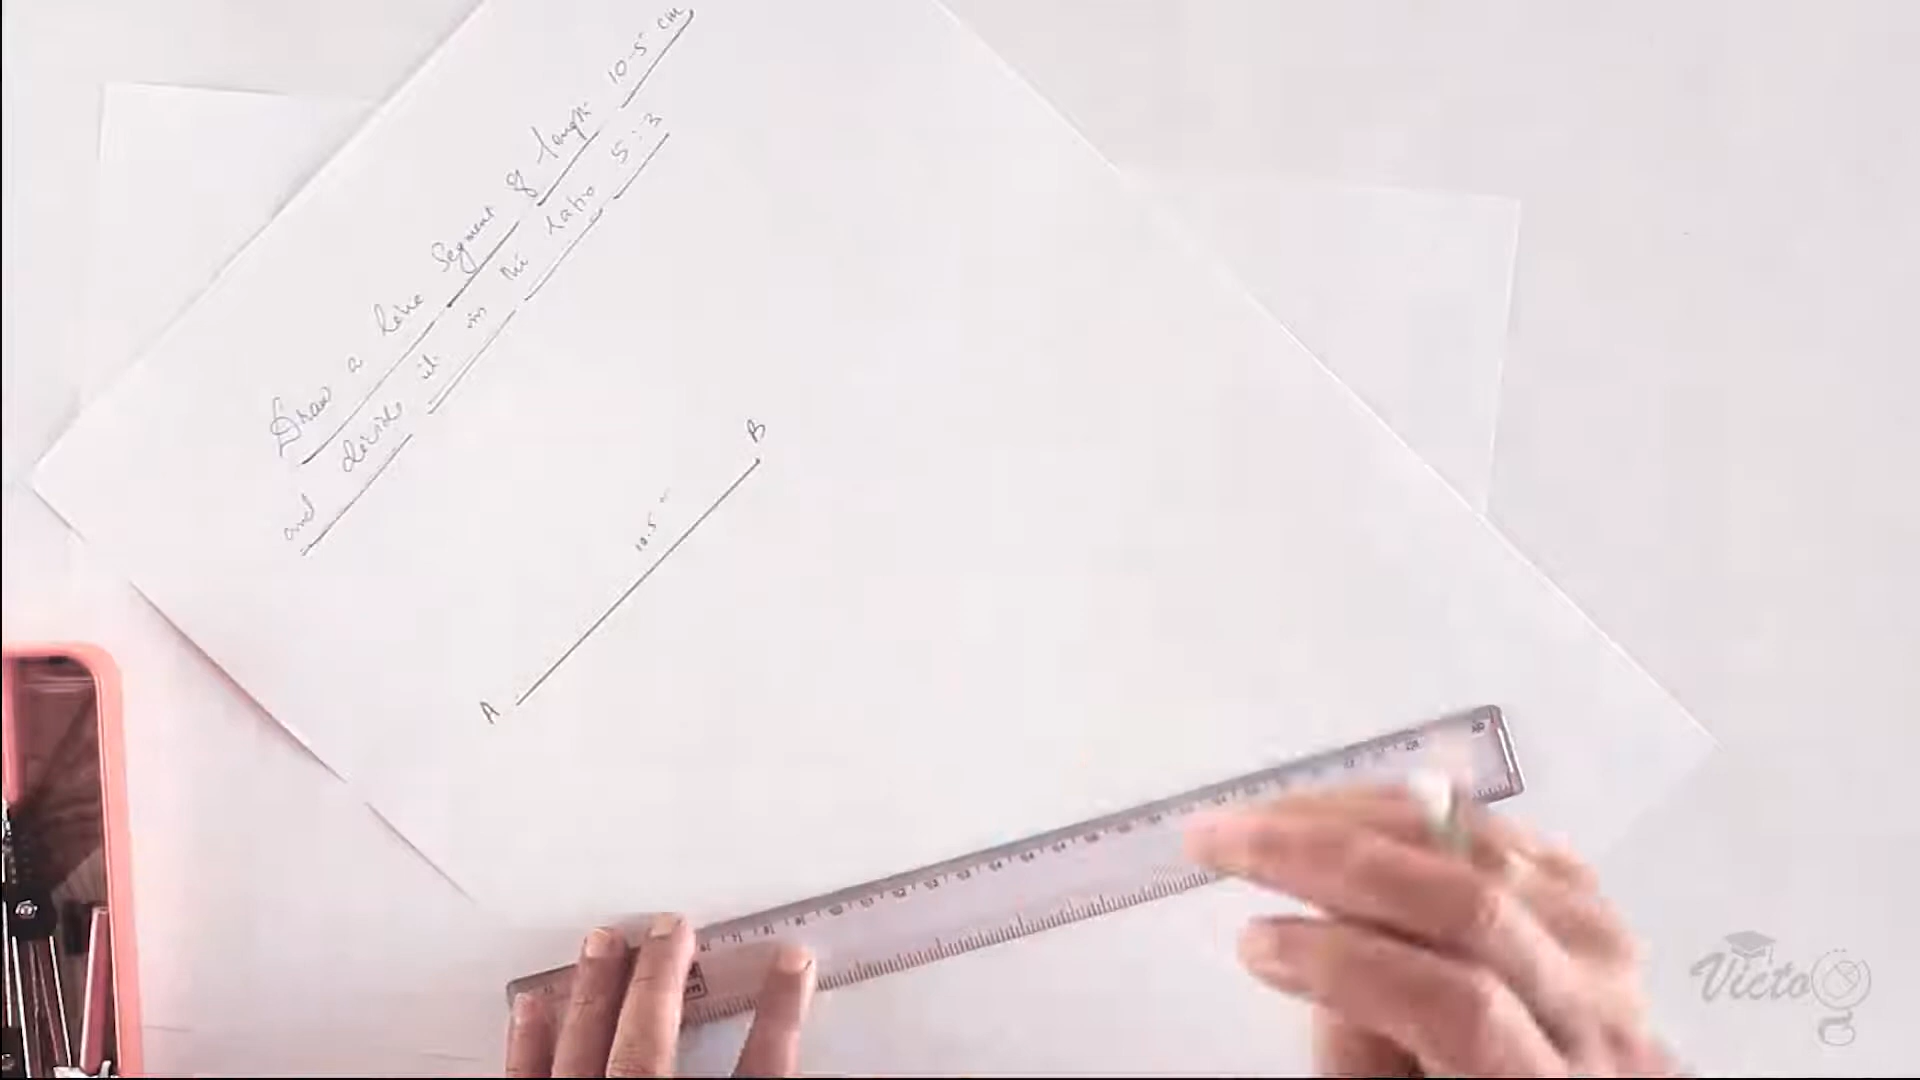 Draw a line Segment of length 10.5 cm
and divide it in the ratio 5:3
B
10.5
A
Victo